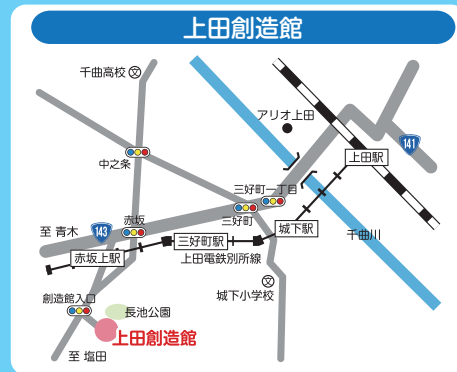 上田創造館
千曲高校
文
アリオ上田
141
上田駅
中之条
三好町一丁目
赤坂
三好町
143
至 青木
城下駅
千曲川
三好町駅
赤坂上駅
上田電鉄別所線
文
城下小学校
創造館入口
長池公園
上田創造館
至 塩田